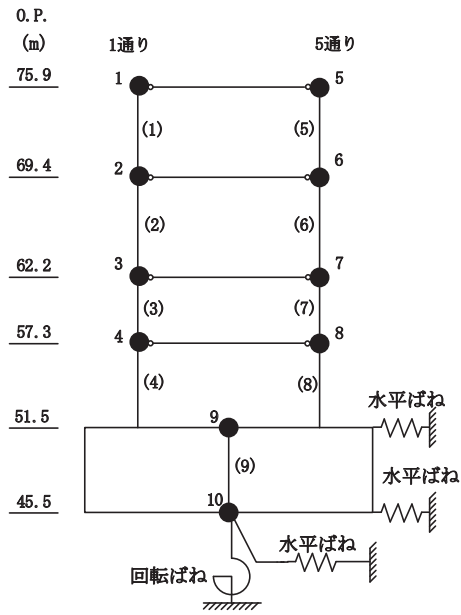 O.P.
(m)
1通り 5通り
75.9 1 5
(1) (5)
69.4 2 6
(2) (6)
62.2 3 7
(3) (7)
57.3 4 8
(4) (8)
水平ばね
51.5 9
(9)
水平ばね
45.5 10
水平ばね
回転ばね